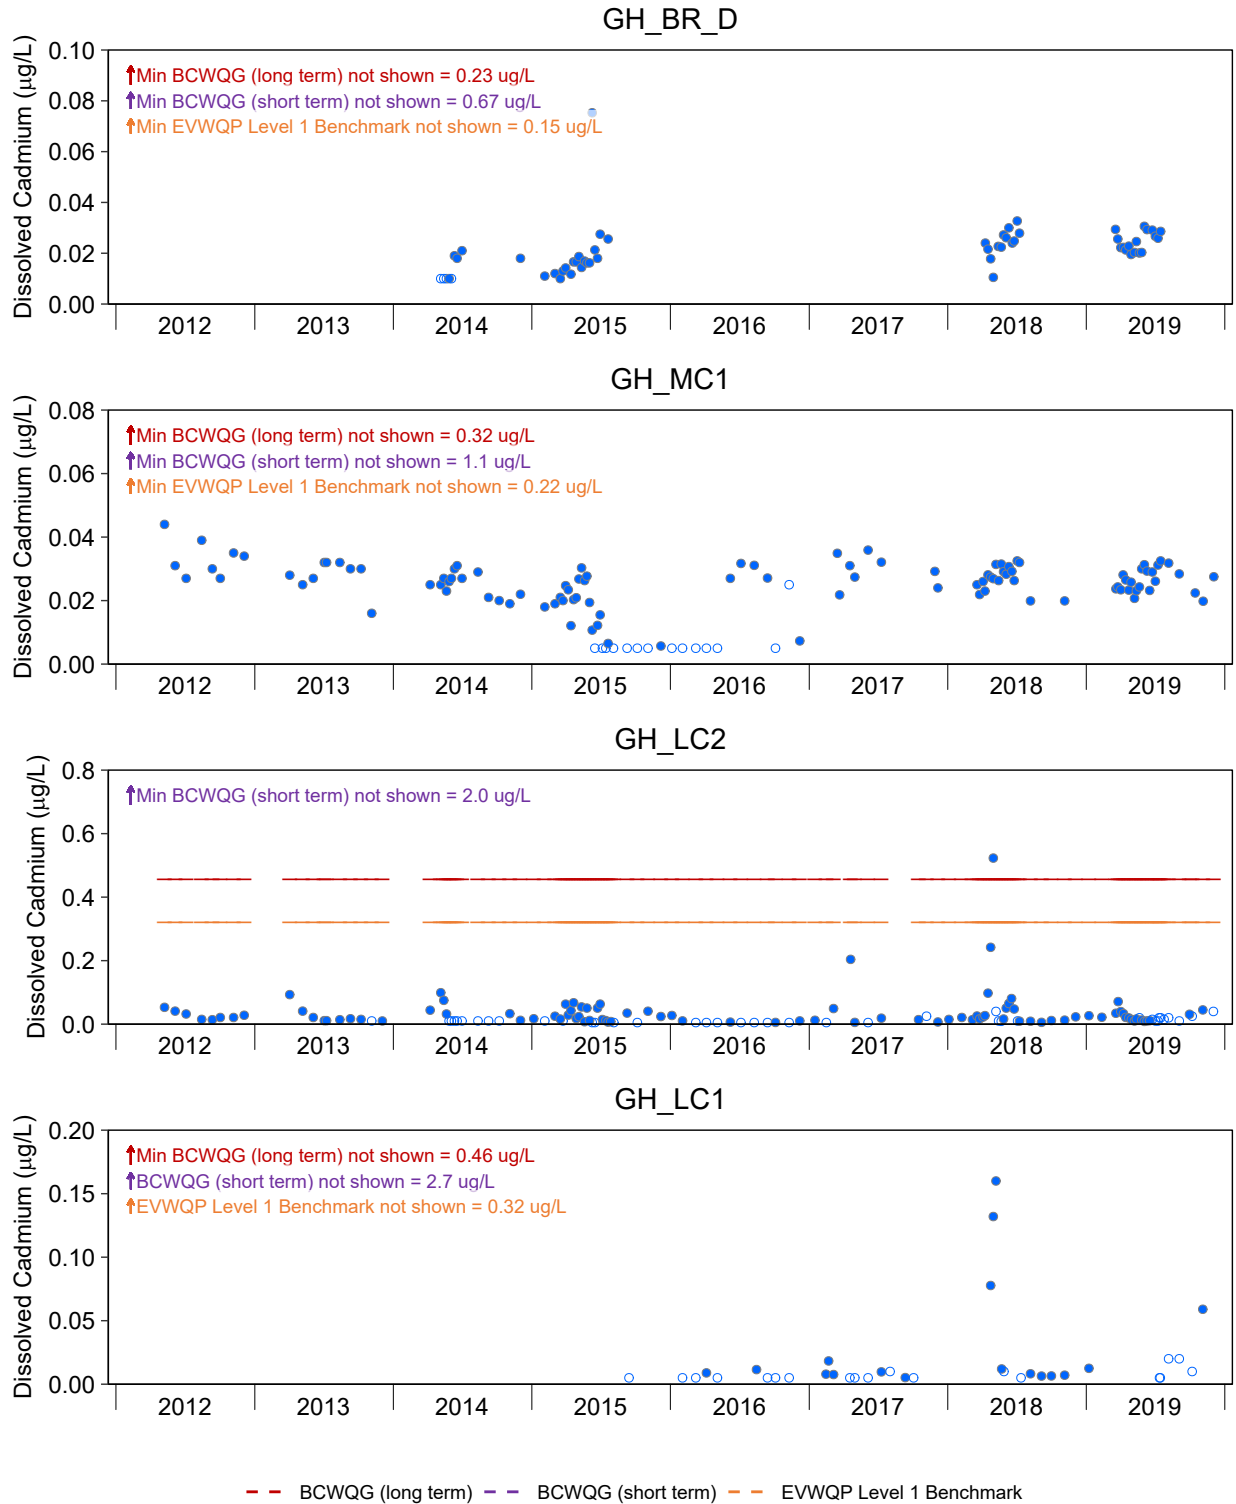 GH_BR_D
Dissolved Cadmium (µg/L)
0.10
0.08
0.06
0.04
0.02
0.00
Min BCWQG (long term) not shown = 0.23 ug/L
Min BCWQG (short term) not shown = 0.67 ug/L
Min EVWQP Level 1 Benchmark not shown = 0.15 ug/L
2012 2013 2014 2015 2016 2017 2018 2019
GH_MC1
Dissolved Cadmium (µg/L)
0.08
0.06
0.04
0.02
0.00
Min BCWQG (long term) not shown = 0.32 ug/L
Min BCWQG (short term) not shown = 1.1 ug/L
Min EVWQP Level 1 Benchmark not shown = 0.22 ug/L
2012 2013 2014 2015 2016 2017 2018 2019
GH_LC2
Dissolved Cadmium (µg/L)
0.8
0.6
0.4
0.2
0.0
Min BCWQG (short term) not shown = 2.0 ug/L
2012 2013 2014 2015 2016 2017 2018 2019
GH_LC1
Dissolved Cadmium (µg/L)
0.20
0.15
0.10
0.05
0.00
Min BCWQG (long term) not shown = 0.46 ug/L
BCWQG (short term) not shown = 2.7 ug/L
EVWQP Level 1 Benchmark not shown = 0.32 ug/L
2012 2013 2014 2015 2016 2017 2018 2019
BCWQG (long term) BCWQG (short term) EVWQP Level 1 Benchmark